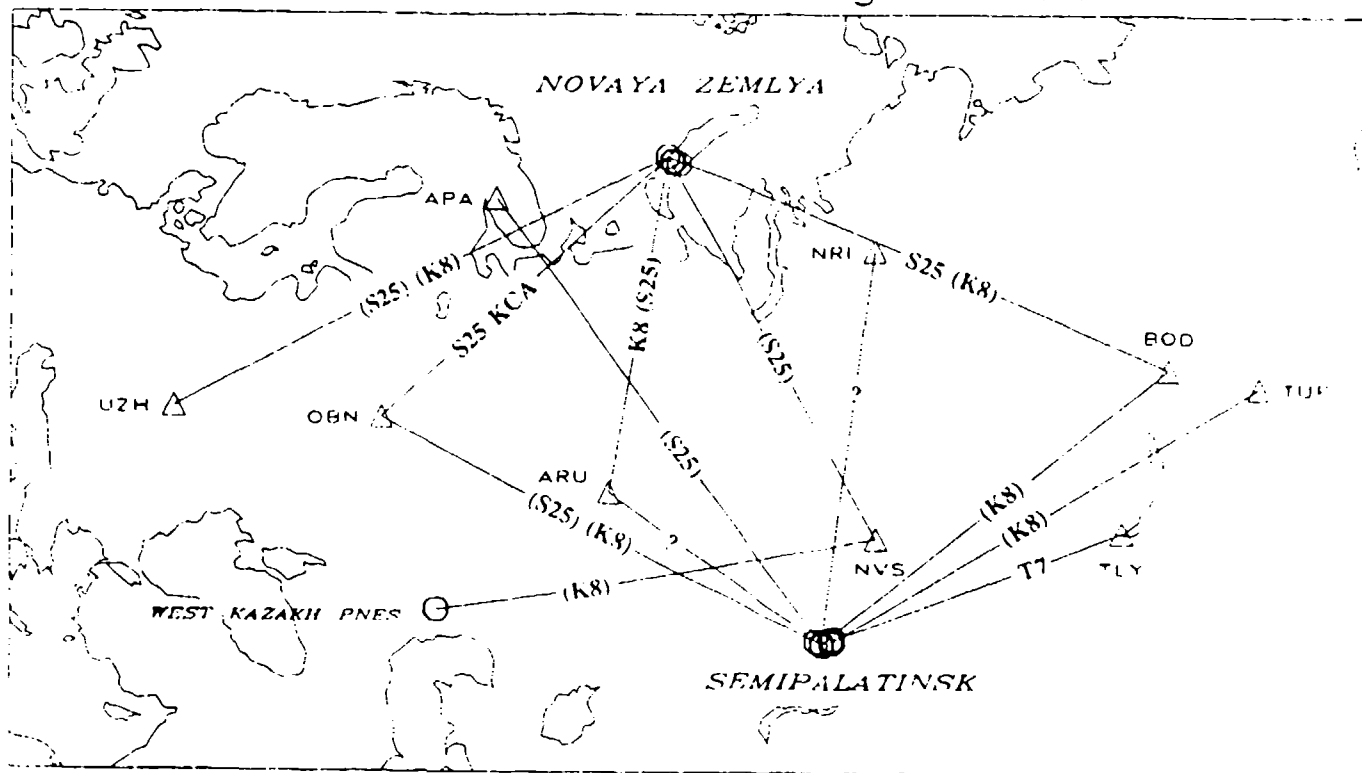 NOVAYA ZEMLYA
APA
NRI
S25 (K8)
(S25) (K8)
S25 KCA
K8 (S25)
(S25)
BOD
?
UZH
OBN
(S25)
ARU
(S25) (K8)
?
(K8)
(K8)
NVS
T7
TLY
(K8)
WEST KAZAKH PNES
SEMIPALATINSK